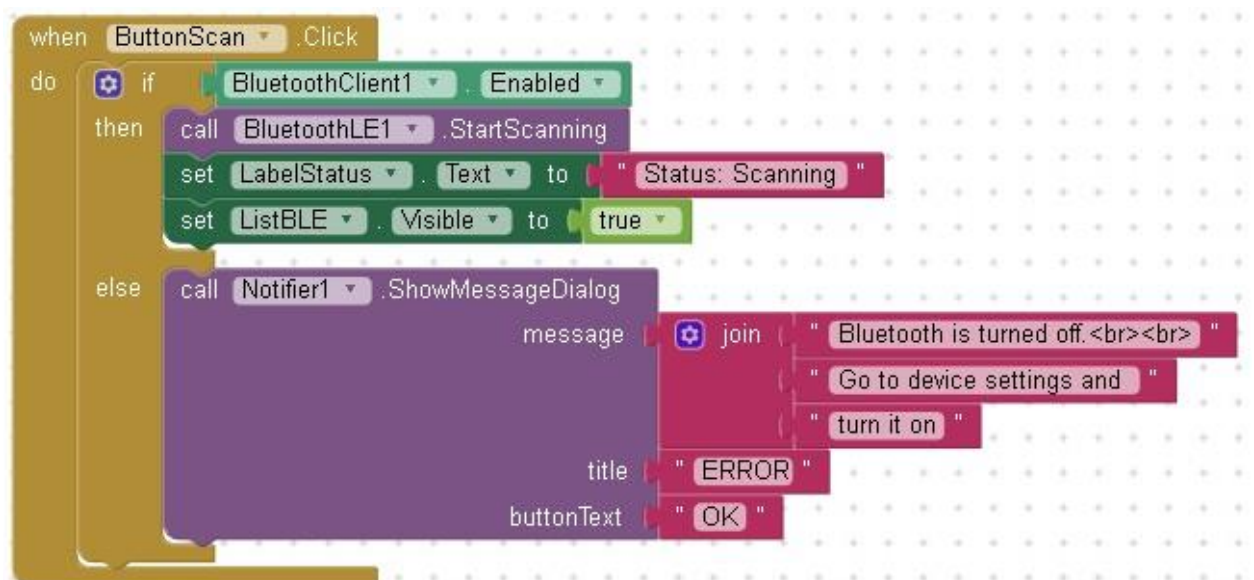 when ButtonScan .Click
do if BluetoothClient1 . Enabled
then call BluetoothLE1 .StartScanning
set LabelStatus . Text to " Status: Scanning "
set ListBLE . Visible to true
else call Notifier1 .ShowMessageDialog
message join " Bluetooth is turned off.<br><br> "
" Go to device settings and "
" turn it on "
title " ERROR "
buttonText " OK "